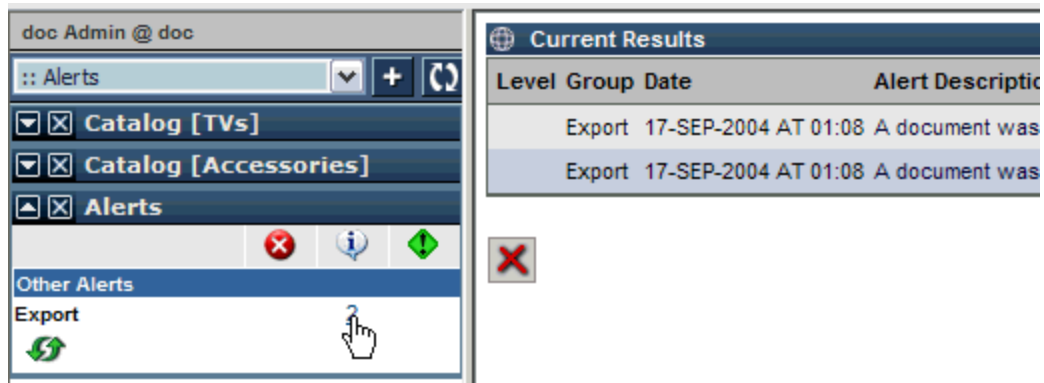 doc Admin @ doc
:: Alerts
Catalog [TVs]
Catalog [Accessories]
Alerts
Other Alerts
Export 2
Current Results
Level Group Date Alert Descriptio
Export 17-SEP-2004 AT 01:08 A document was
Export 17-SEP-2004 AT 01:08 A document was